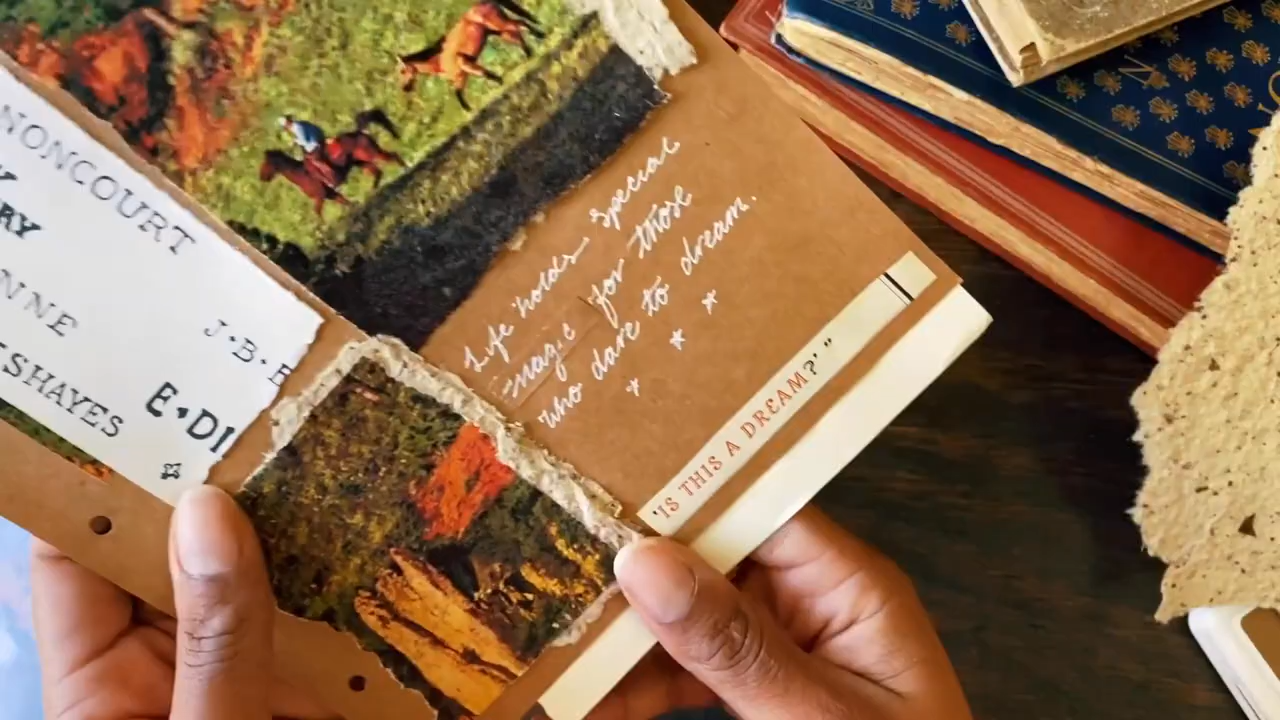 NONCOURT
NNE
SHAYES
J.B.
E.DI
Life holds special
magic for those
who dare to dream.
'IS THIS A DREAM?' "